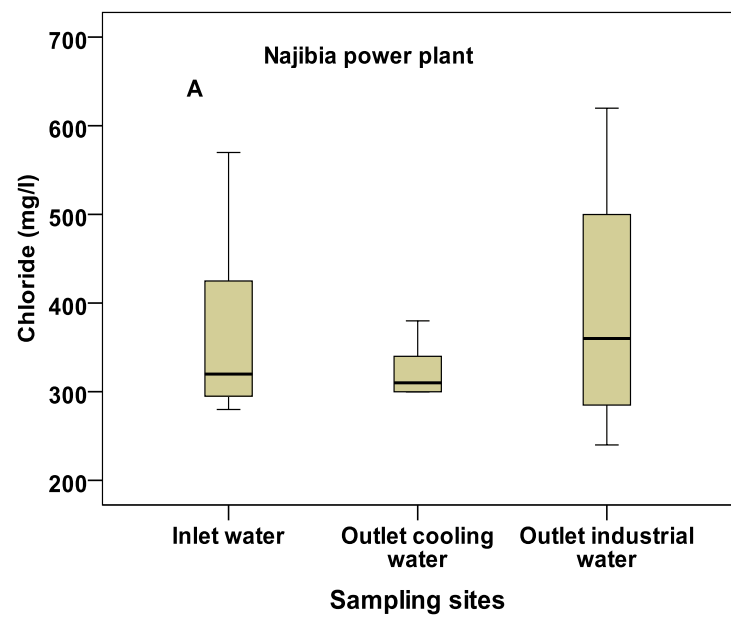 Najibia power plant
A
Chloride (mg/l)
700
600
500
400
300
200
Inlet water
Outlet cooling
water
Outlet industrial
water
Sampling sites